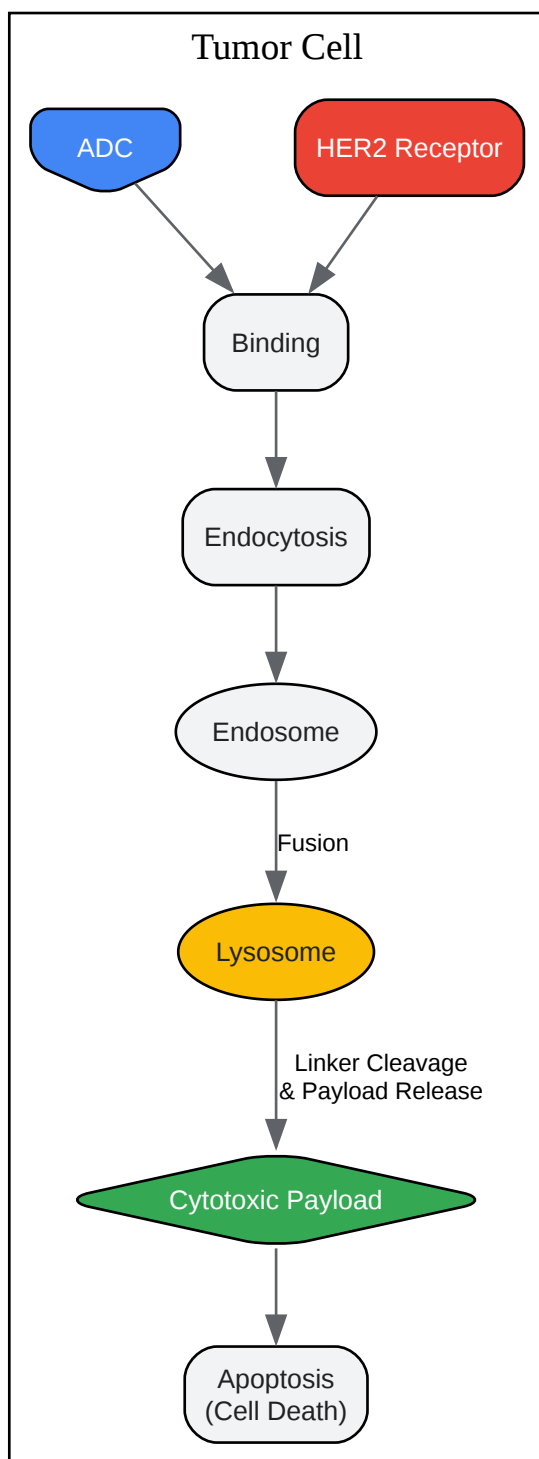 Tumor Cell
ADC
HER2 Receptor
Binding
Endocytosis
Endosome
Fusion
Lysosome
Linker Cleavage
& Payload Release
Cytotoxic Payload
Apoptosis
(Cell Death)